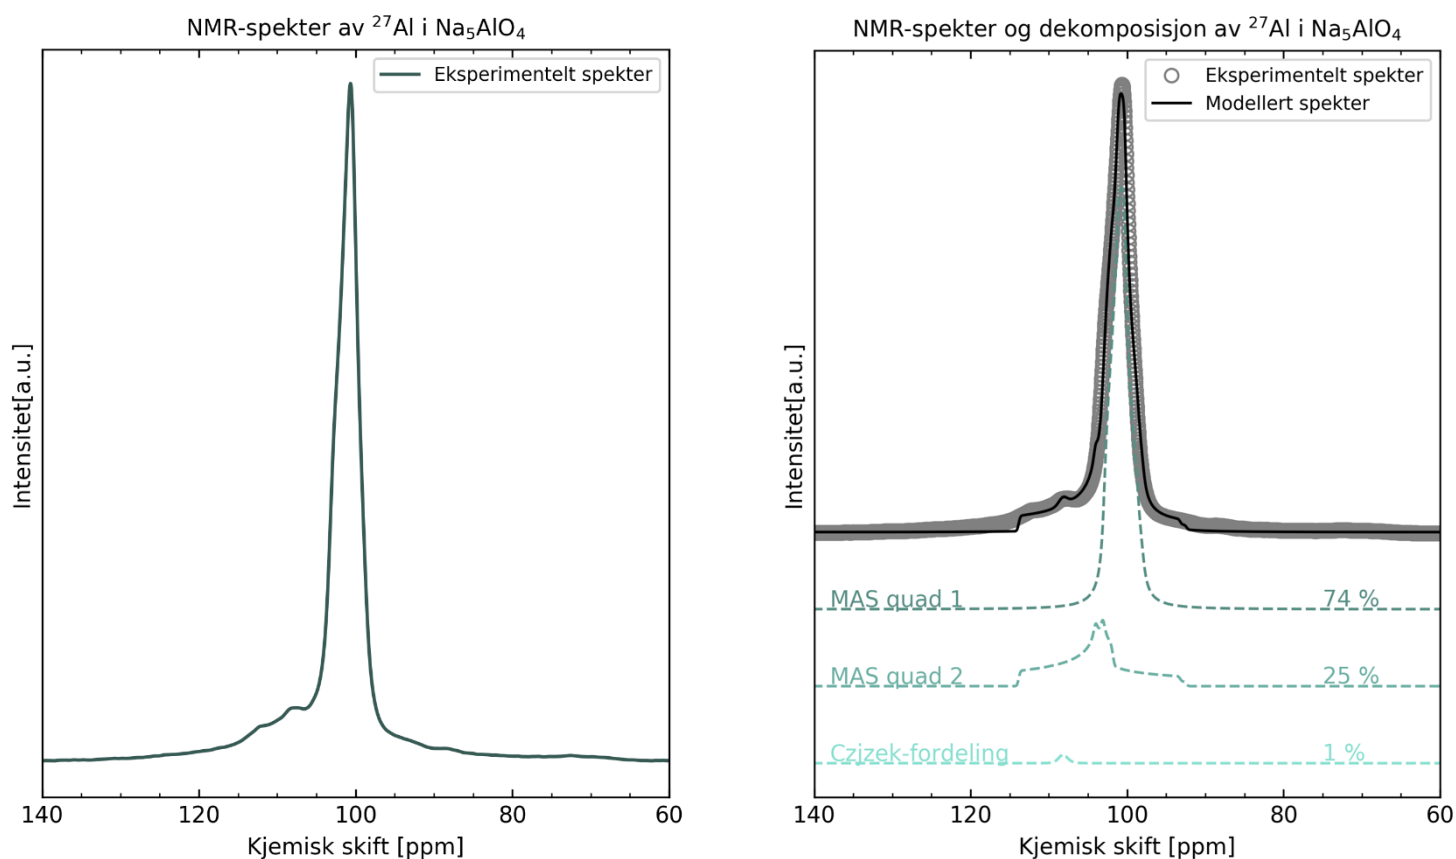 NMR-spekter av ²⁷Al i Na₅AlO₄
Eksperimentelt spekter
Intensitet[a.u.]
140 120 100 80 60
Kjemisk skift [ppm]
NMR-spekter og dekomposisjon av ²⁷Al i Na₅AlO₄
Eksperimentelt spekter
Modellert spekter
Intensitet[a.u.]
MAS quad 1 74 %
MAS quad 2 25 %
Czjzek-fordeling 1 %
140 120 100 80 60
Kjemisk skift [ppm]